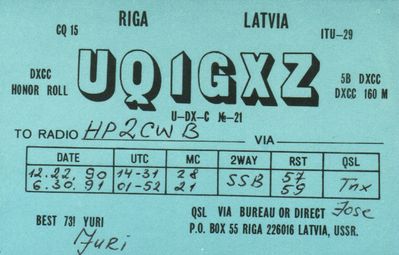 RIGA LATVIA
CQ 15 ITU-29
DXCC HONOR ROLL
UQ1GXZ
5B DXCC
DXCC 160 M
U-DX-C №-21
TO RADIO HP2CWB VIA
DATE UTC MC 2WAY RST QSL
12.22.90 14-31 28 SSB 57 Tnx
6.30.91 01-52 21 59
BEST 73! YURI
Juri
QSL VIA BUREAU OR DIRECT Jose
P.O. BOX 55 RIGA 226016 LATVIA, USSR.